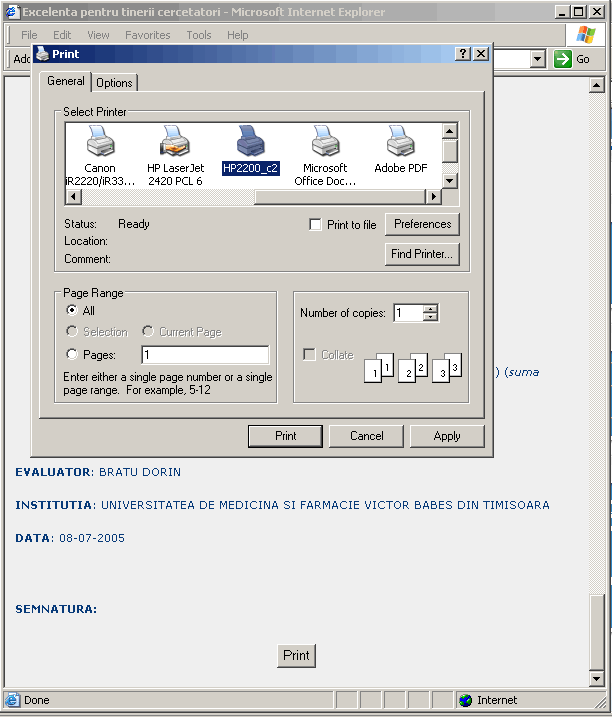 Excelenta pentru tinerii cercetatori - Microsoft Internet Explorer
File Edit View Favorites Tools Help
Go
Print
General Options
Select Printer
Canon iR2220/iR33...
HP LaserJet 2420 PCL 6
HP2200_c2
Microsoft Office Doc...
Adobe PDF
Status: Ready
Print to file
Preferences
Location:
Comment:
Find Printer...
Page Range
All
Selection Current Page
Pages: 1
Enter either a single page number or a single
page range. For example, 5-12
Number of copies: 1
Collate
1 1 2 2 3 3
Print Cancel Apply
) (suma
EVALUATOR: BRATU DORIN
INSTITUTIA: UNIVERSITATEA DE MEDICINA SI FARMACIE VICTOR BABES DIN TIMISOARA
DATA: 08-07-2005
SEMNATURA:
Print
Done
Internet